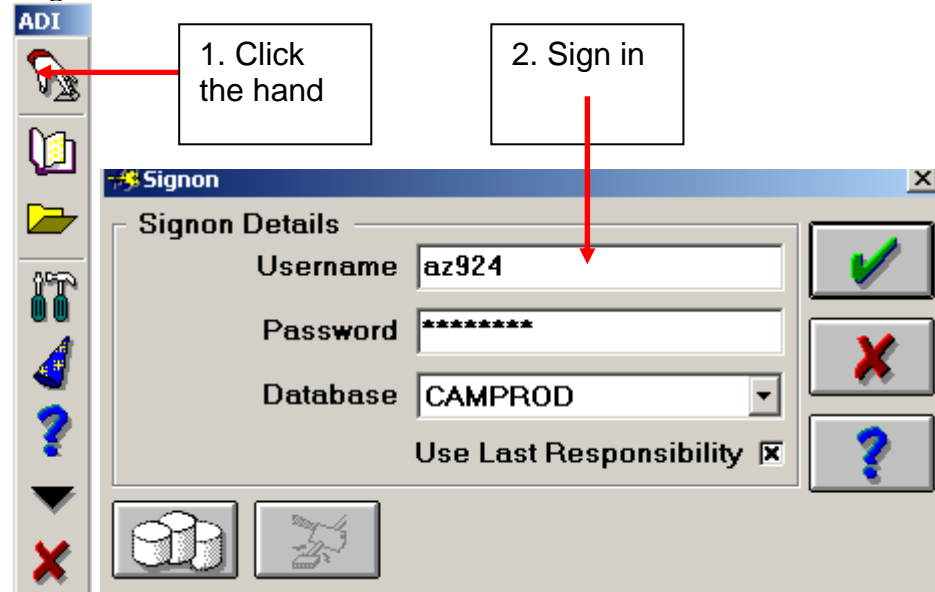 ADI
1. Click
the hand
2. Sign in
Signon
Signon Details
Username az924
Password ********
Database CAMPROD
Use Last Responsibility